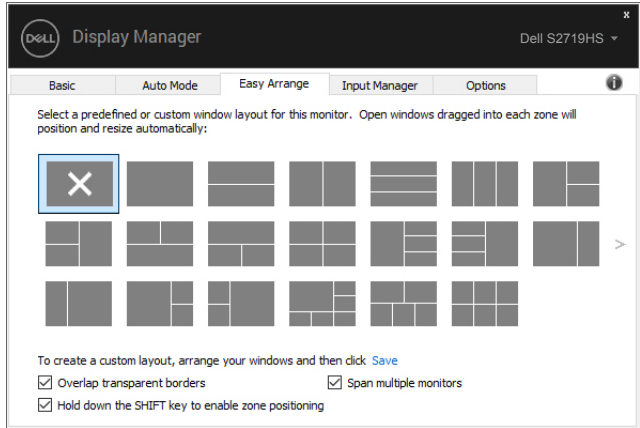 x
DELL Display Manager Dell S2719HS
Basic Auto Mode Easy Arrange Input Manager Options
Select a predefined or custom window layout for this monitor. Open windows dragged into each zone will
position and resize automatically:
To create a custom layout, arrange your windows and then click Save
Overlap transparent borders Span multiple monitors
Hold down the SHIFT key to enable zone positioning